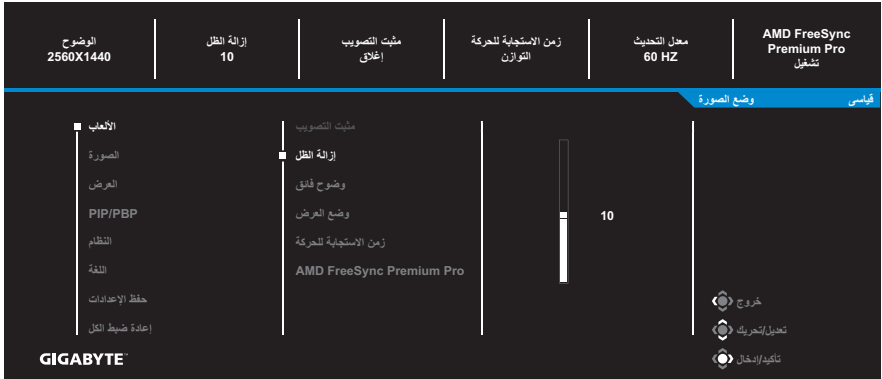 الوضوح
2560X1440
إزالة الظل
10
مثبت التصويب
إغلاق
زمن الاستجابة للحركة
التوازن
معدل التحديث
60 HZ
AMD FreeSync
Premium Pro
تشغيل
وضع الصورة
قياسى
الألعاب
الصورة
العرض
PIP/PBP
النظام
اللغة
حفظ الإعدادات
إعادة ضبط الكل
مثبت التصويب
إزالة الظل
وضوح فائق
وضع العرض
زمن الاستجابة للحركة
AMD FreeSync Premium Pro
10
خروج
تعديل/تحريك
تأكيد/إدخال
GIGABYTE™